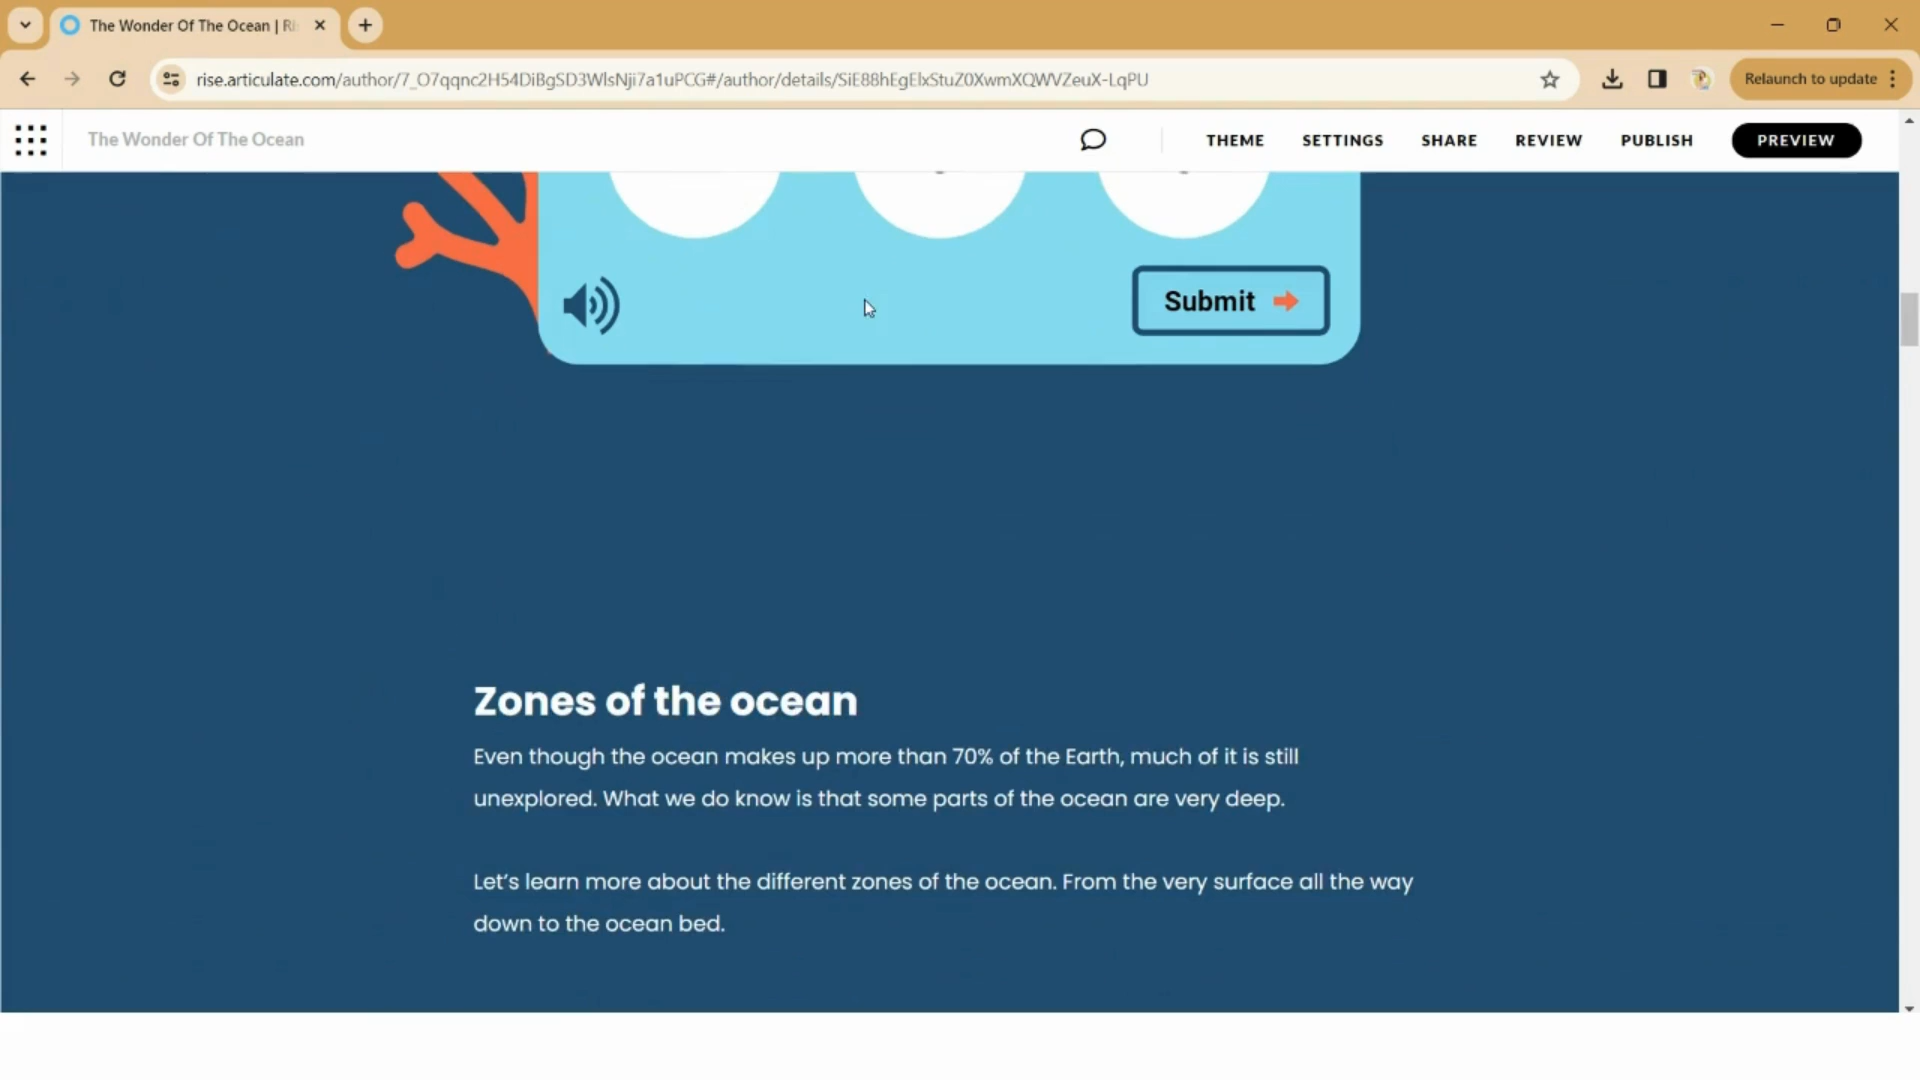 The Wonder Of The Ocean | Ri
rise.articulate.com/author/7_O7qqnc2H54DiBgSD3WlsNji7a1uPCG#/author/details/SiE88hEgElxStuZ0XwmXQWVZeuX-LqPU
Relaunch to update
The Wonder Of The Ocean
THEME
SETTINGS
SHARE
REVIEW
PUBLISH
PREVIEW
Submit
Zones of the ocean
Even though the ocean makes up more than 70% of the Earth, much of it is still
unexplored. What we do know is that some parts of the ocean are very deep.
Let's learn more about the different zones of the ocean. From the very surface all the way
down to the ocean bed.